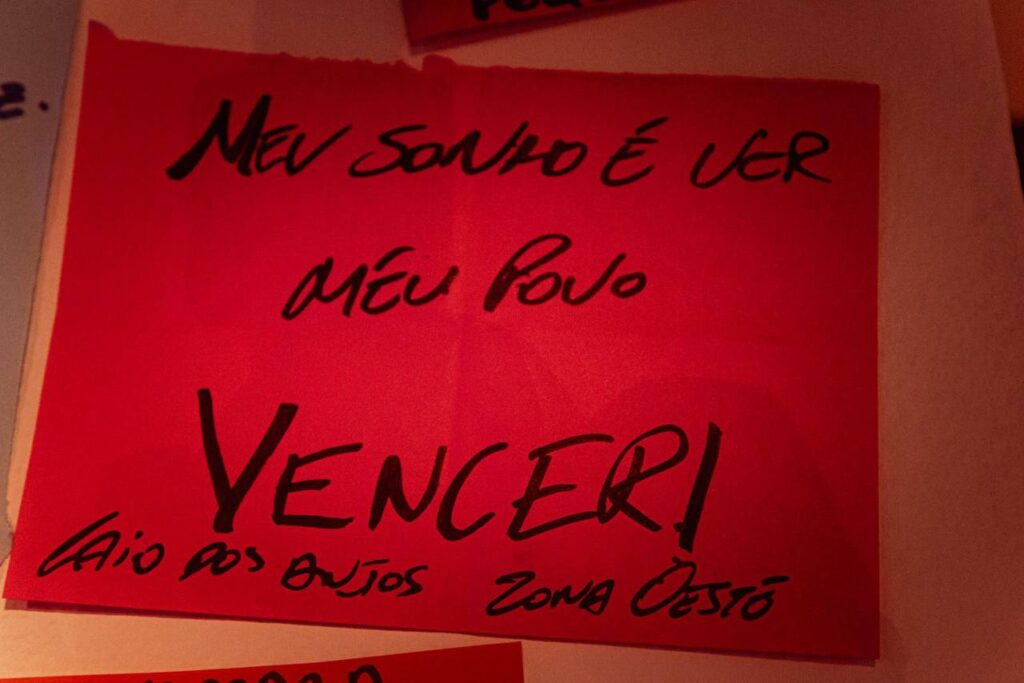 MEU SONHO É VER
MEU POVO
VENCER!
CAIO DOS ANJOS ZONA OESTE